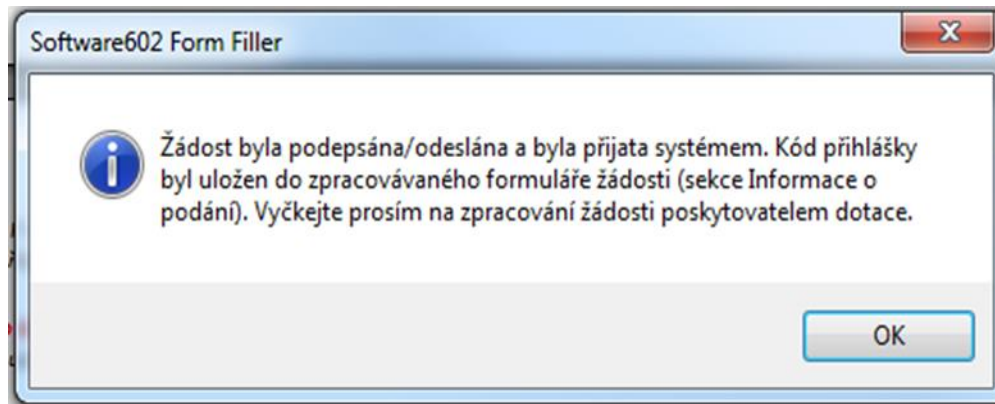 Software602 Form Filler
Žádost byla podepsána/odeslána a byla přijata systémem. Kód přihlášky
byl uložen do zpracovávaného formuláře žádosti (sekce Informace o
podání). Vyčkejte prosím na zpracování žádosti poskytovatelem dotace.
OK